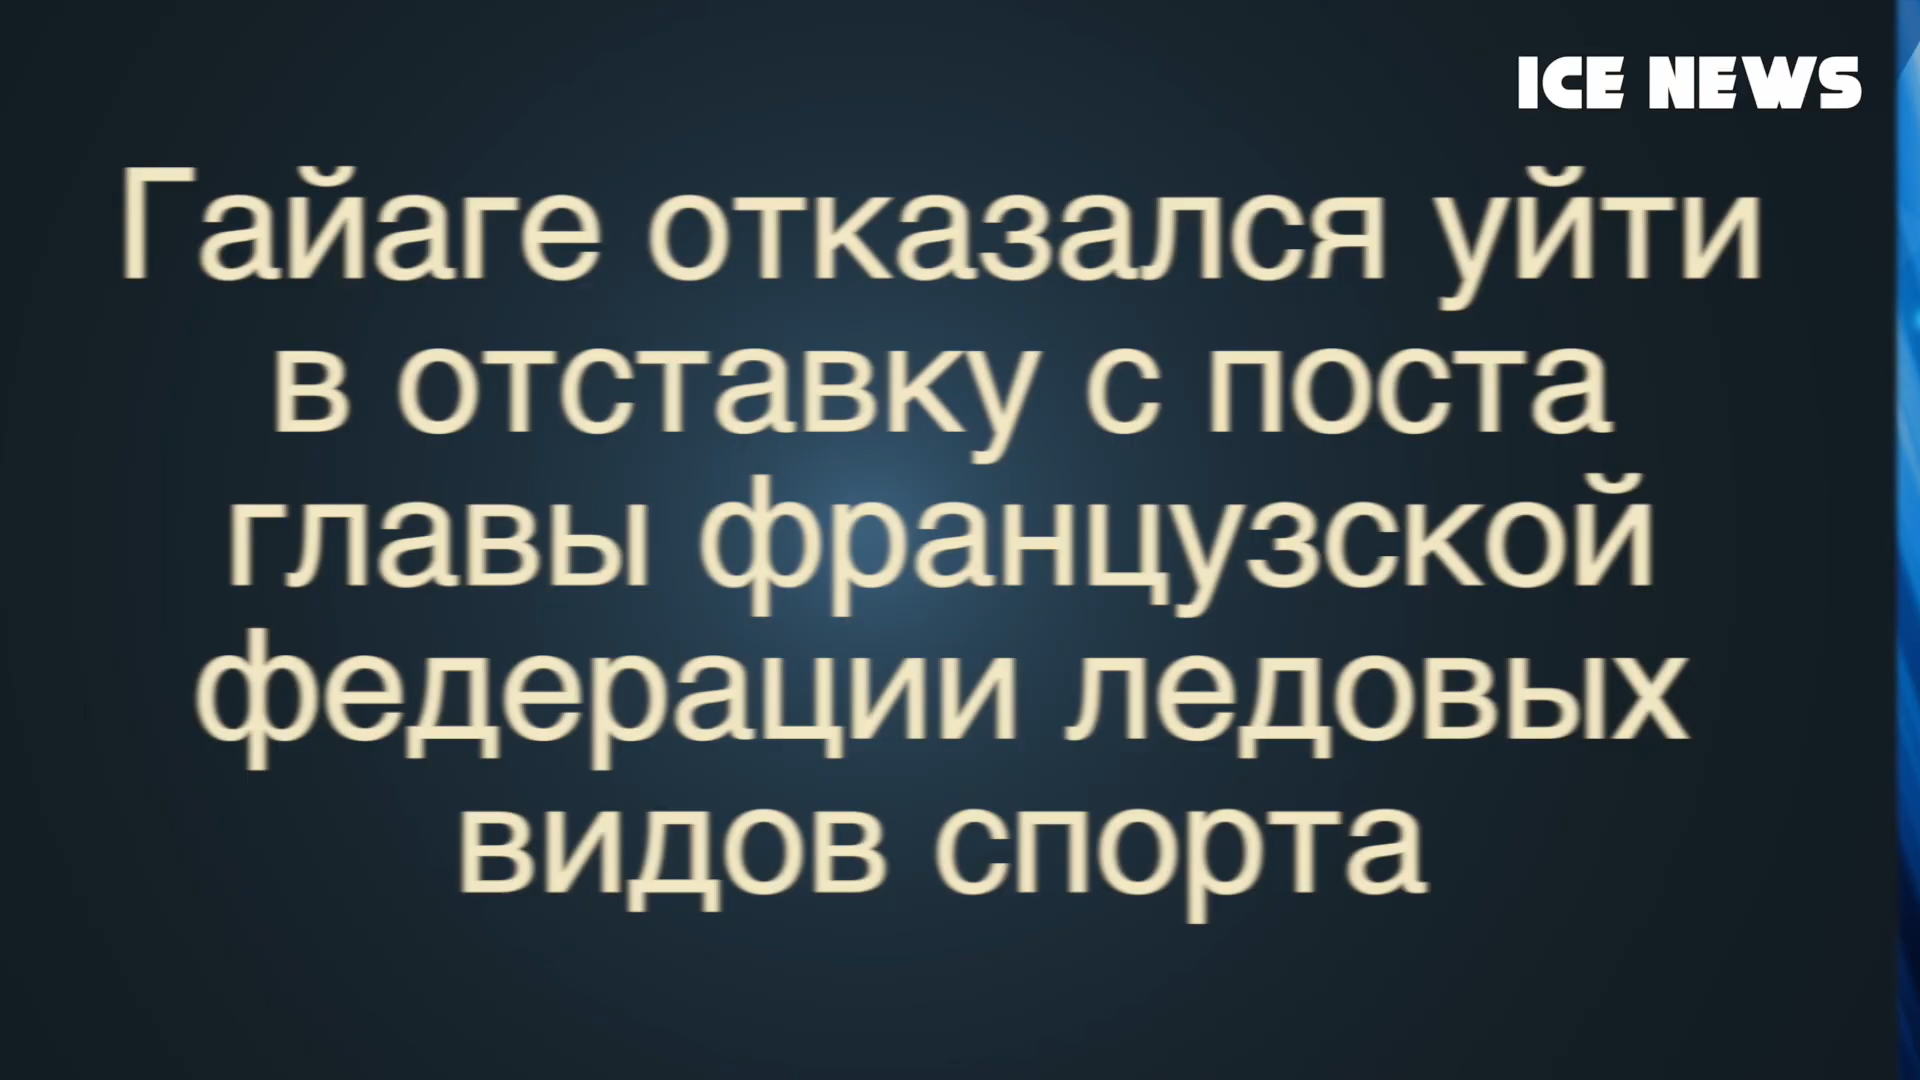 ICE NEWS
Гайаге отказался уйти
в отставку с поста
главы французской
федерации ледовых
видов спорта